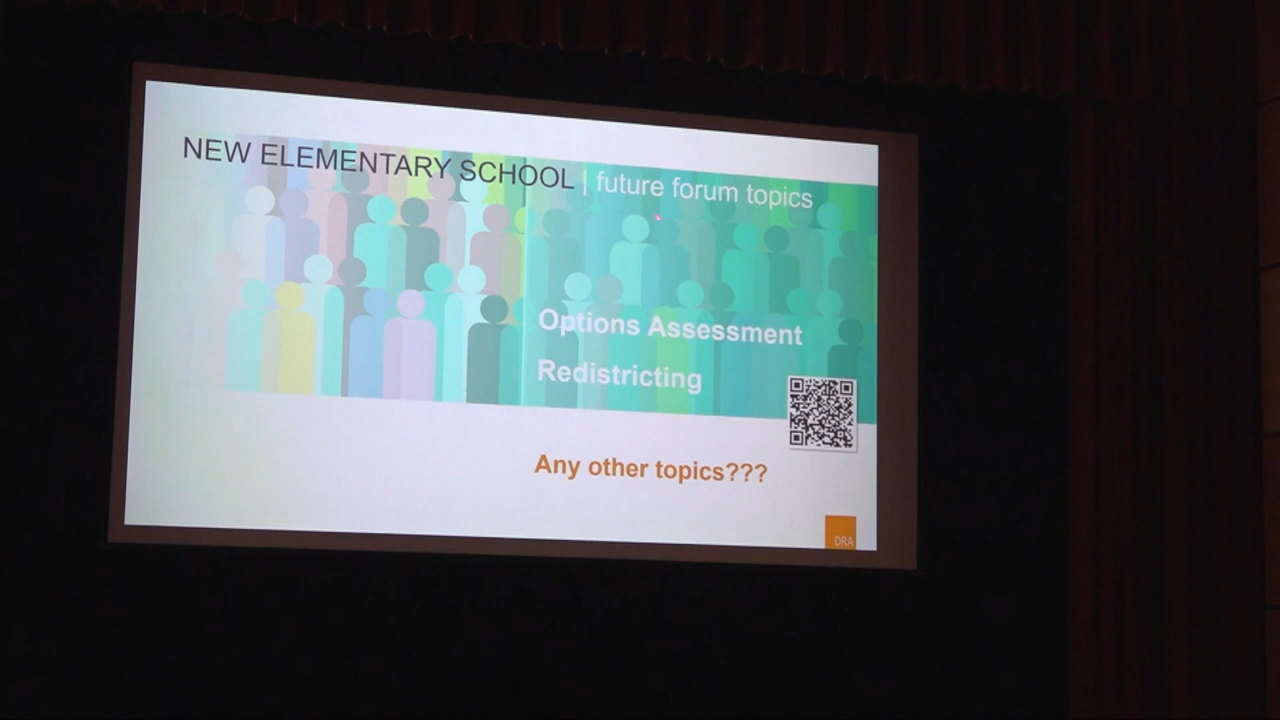 NEW ELEMENTARY SCHOOL | future forum topics
Options Assessment
Redistricting
Any other topics???
DRA